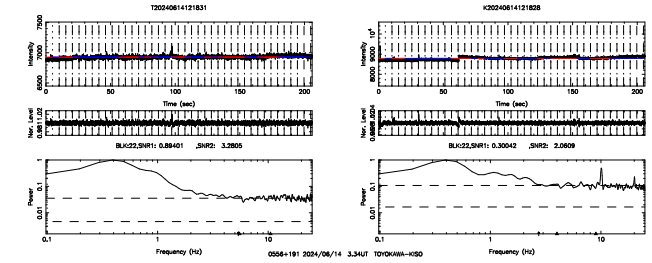 T20240614121831
K20240614121828
7500
7000
6500
Intensity
0
50
100
150
200
Time (sec)
10⁴
9000
8000
Intensity
0
50
100
150
200
Time (sec)
Nor. Level
Nor. Level
BLK:22,SNR1: 0.89401 ,SNR2: 3.2805
BLK:22,SNR1: 0.30042 ,SNR2: 2.0609
1
0.1
0.01
Power
0.1
1
10
Frequency (Hz)
1
0.1
0.01
Power
0.1
1
10
Frequency (Hz)
0556+191 2024/06/14 3.34UT TOYOKAWA-KISO